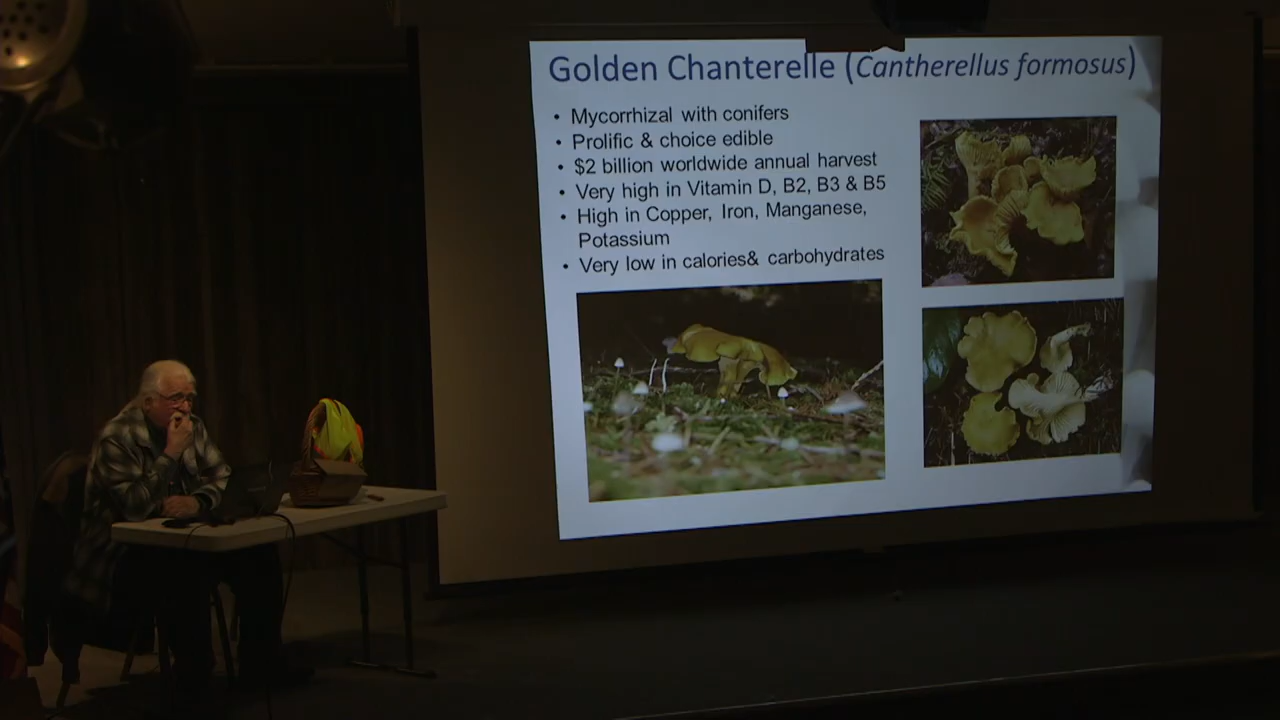 Golden Chanterelle (Cantherellus formosus)
• Mycorrhizal with conifers
• Prolific & choice edible
• $2 billion worldwide annual harvest
• Very high in Vitamin D, B2, B3 & B5
• High in Copper, Iron, Manganese,
Potassium
• Very low in calories& carbohydrates